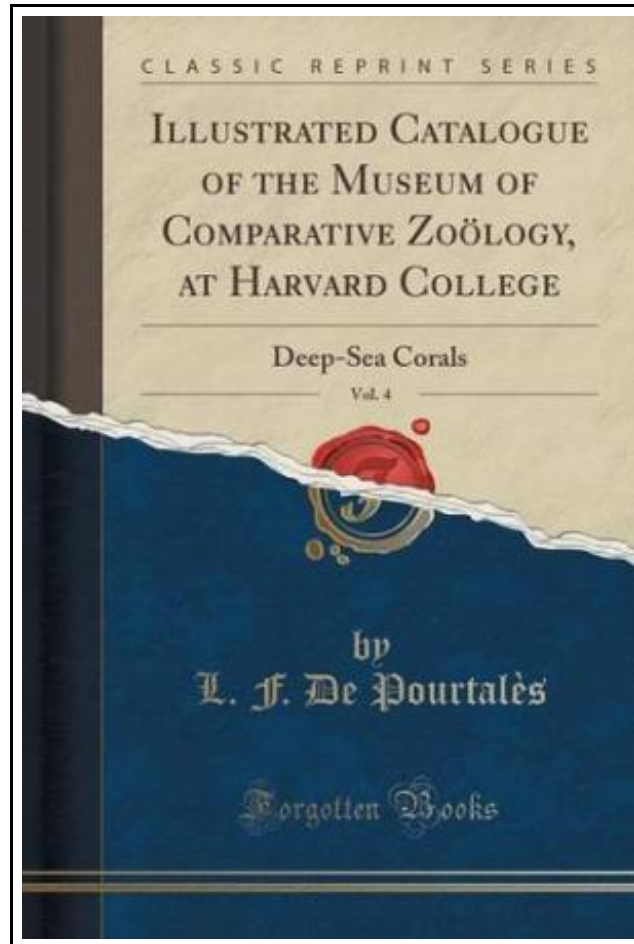 CLASSIC REPRINT SERIES
ILLUSTRATED CATALOGUE
OF THE MUSEUM OF
COMPARATIVE ZOÖLOGY,
AT HARVARD COLLEGE
Deep-Sea Corals
Vol. 4
by
L. F. De Pourtalès
Forgotten Books